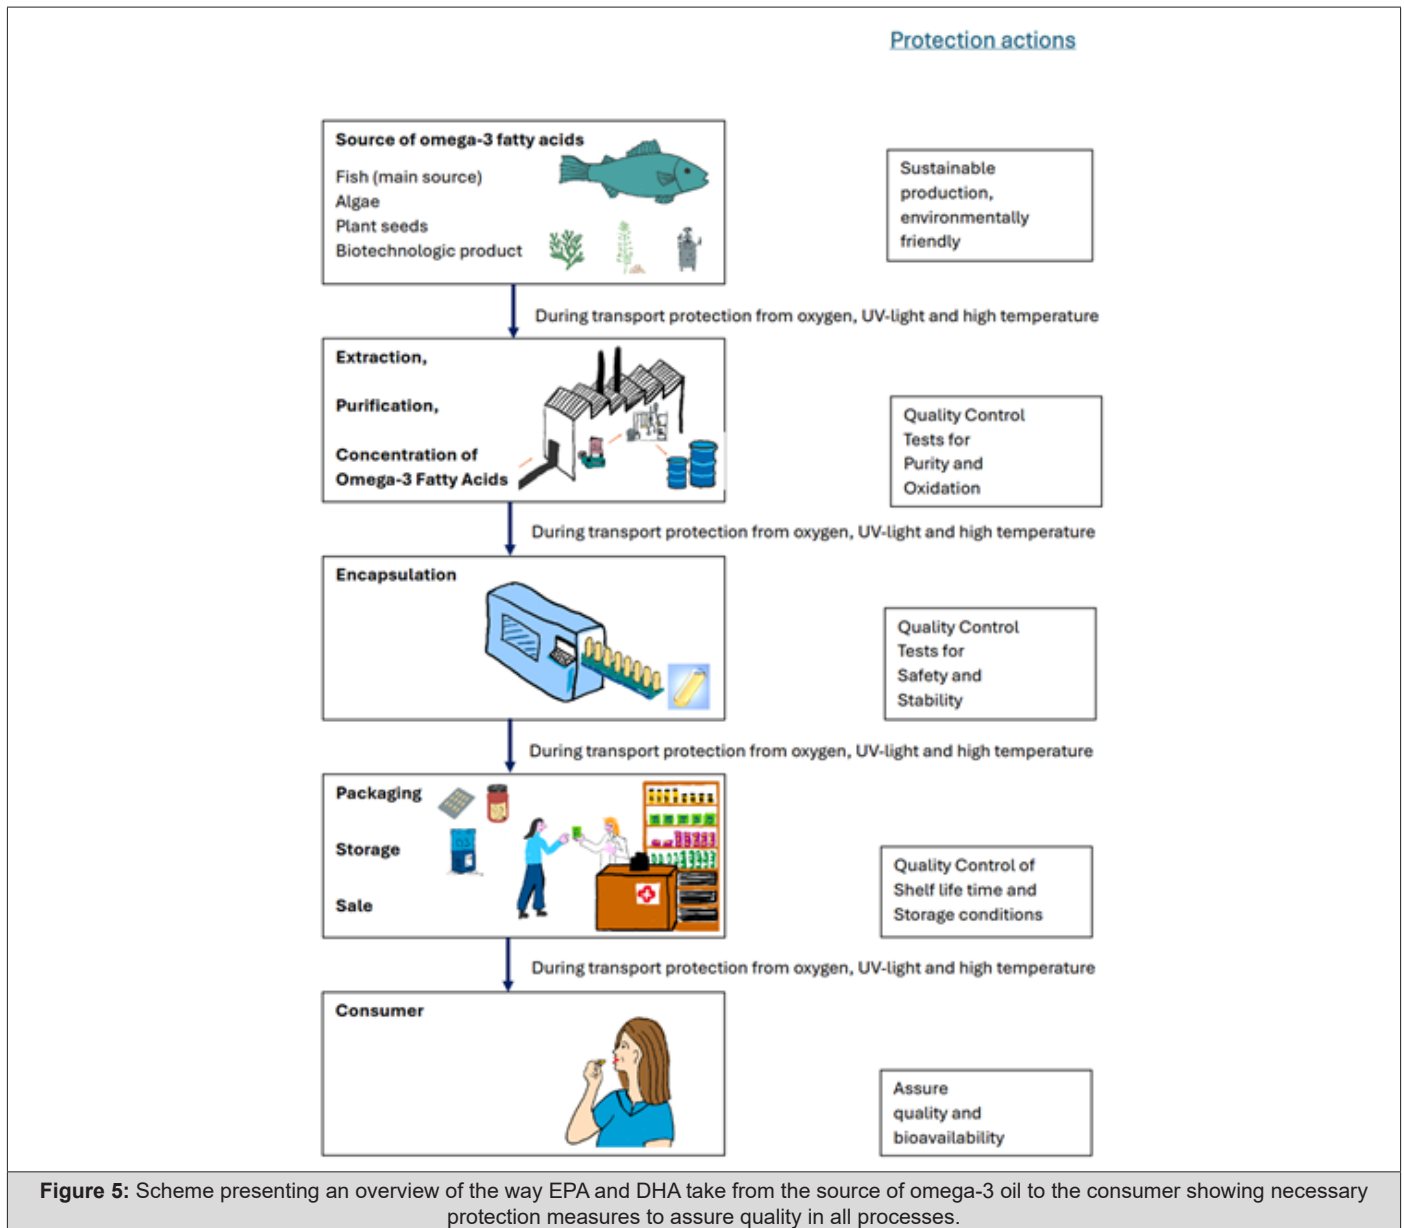 Protection actions
Source of omega-3 fatty acids
Fish (main source)
Algae
Plant seeds
Biotechnologic product
Sustainable
production,
environmentally
friendly
During transport protection from oxygen, UV-light and high temperature
Extraction,
Purification,
Concentration of
Omega-3 Fatty Acids
Quality Control
Tests for
Purity and
Oxidation
During transport protection from oxygen, UV-light and high temperature
Encapsulation
Quality Control
Tests for
Safety and
Stability
During transport protection from oxygen, UV-light and high temperature
Packaging
Storage
Sale
Quality Control of
Shelf life time and
Storage conditions
During transport protection from oxygen, UV-light and high temperature
Consumer
Assure
quality and
bioavailability
Figure 5: Scheme presenting an overview of the way EPA and DHA take from the source of omega-3 oil to the consumer showing necessary
protection measures to assure quality in all processes.